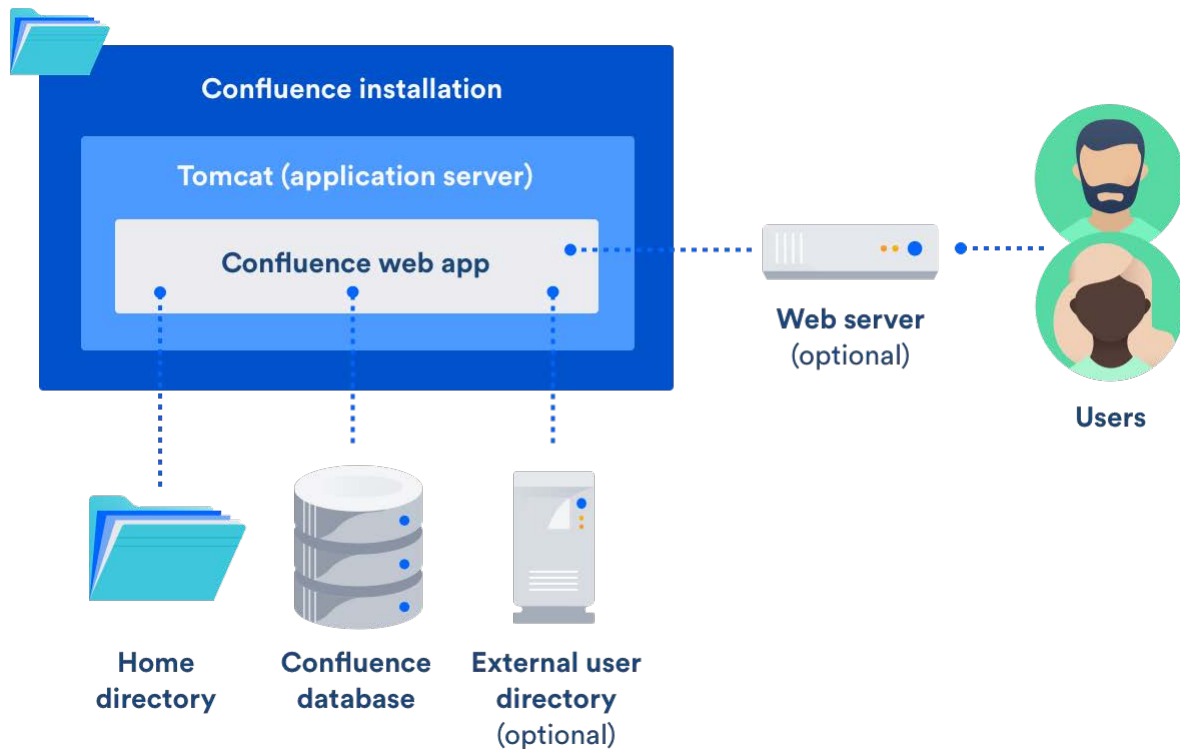 Confluence installation
Tomcat (application server)
Confluence web app
Web server
(optional)
Users
Home
directory
Confluence
database
External user
directory
(optional)